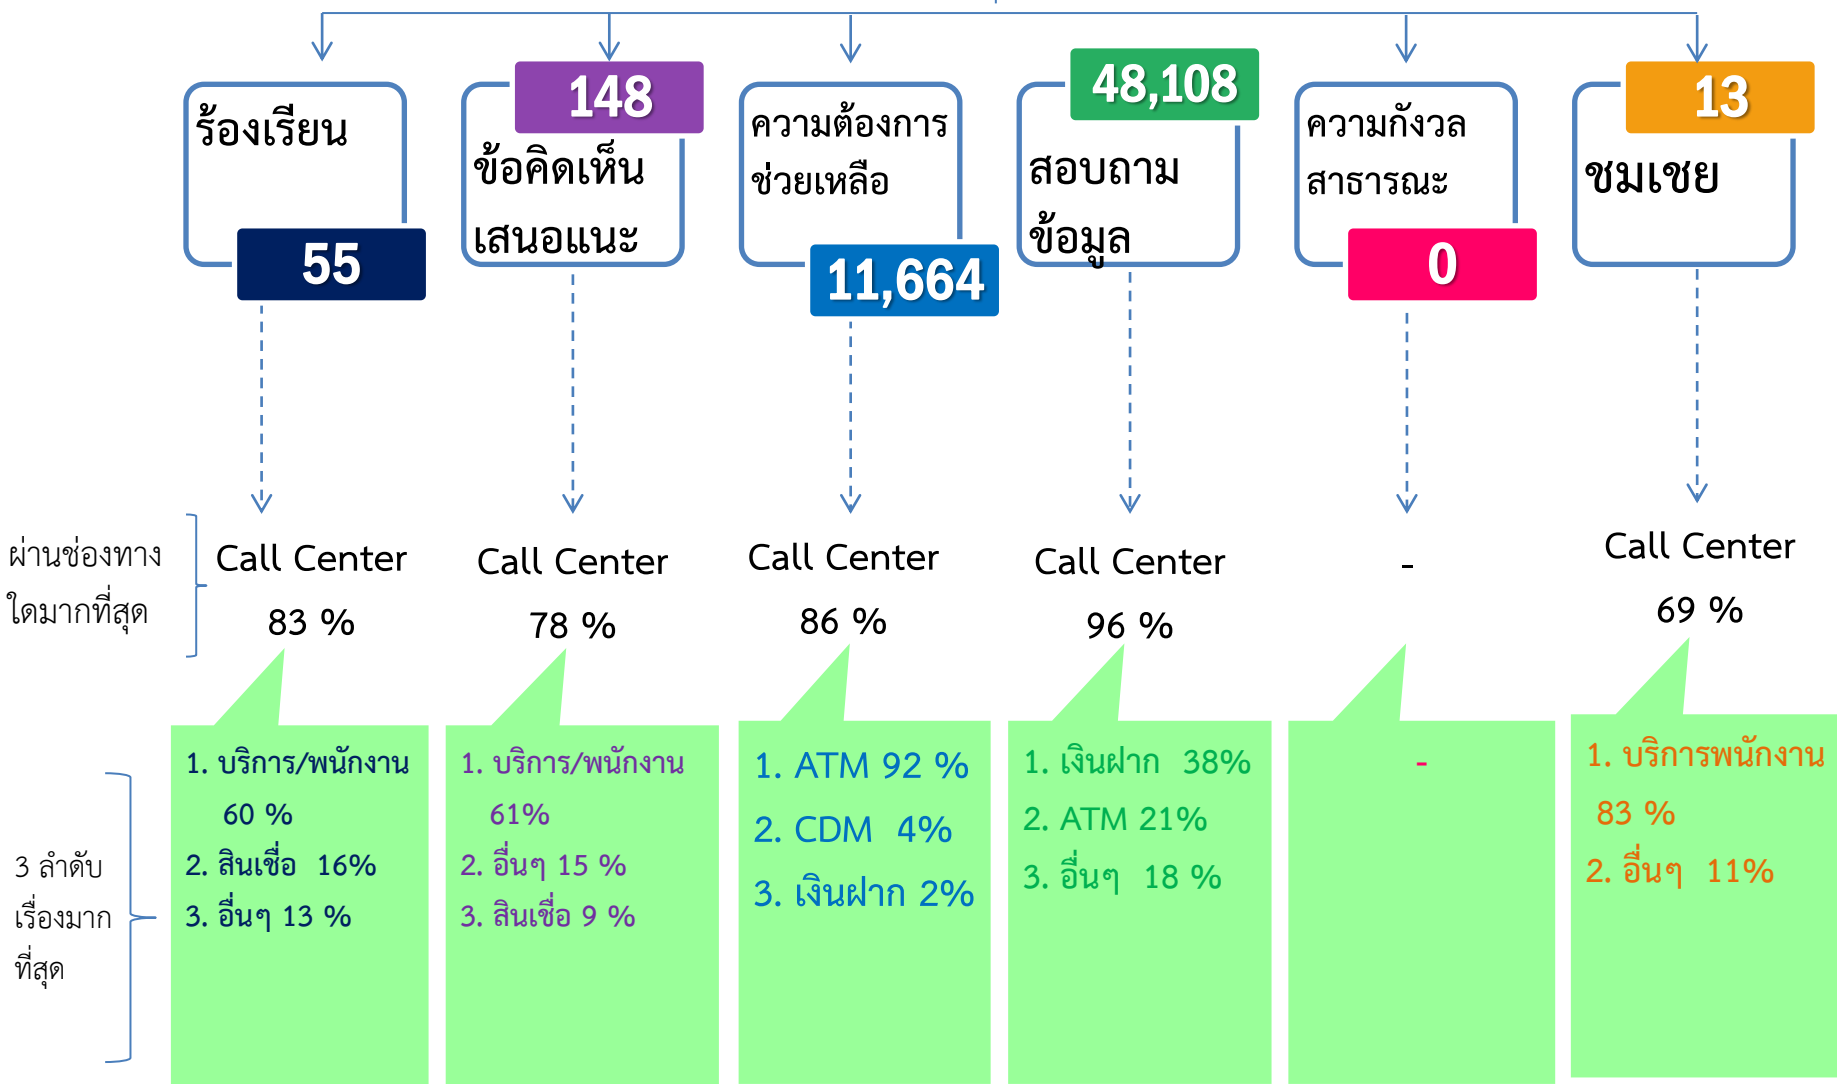 ร้องเรียน
55
148
ข้อคิดเห็น
เสนอแนะ
ความต้องการ
ช่วยเหลือ
11,664
48,108
สอบถาม
ข้อมูล
ความกังวล
สาธารณะ
0
13
ชมเชย
ผ่านช่องทาง
ใดมากที่สุด
Call Center
83 %
Call Center
78 %
Call Center
86 %
Call Center
96 %
-
Call Center
69 %
3 ลำดับ
เรื่องมาก
ที่สุด
1. บริการ/พนักงาน
60 %
2. สินเชื่อ 16%
3. อื่นๆ 13 %
1. บริการ/พนักงาน
61%
2. อื่นๆ 15 %
3. สินเชื่อ 9 %
1. ATM 92 %
2. CDM 4%
3. เงินฝาก 2%
1. เงินฝาก 38%
2. ATM 21%
3. อื่นๆ 18 %
-
1. บริการพนักงาน
83 %
2. อื่นๆ 11%